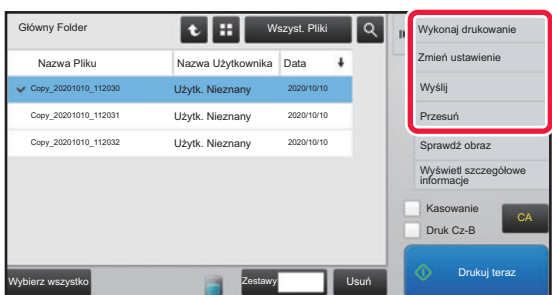 Główny Folder
Wszyst. Pliki
Nazwa Pliku
Nazwa Użytkownika
Data
Copy_20201010_112030
Użytk. Nieznany
2020/10/10
Copy_20201010_112031
Użytk. Nieznany
2020/10/10
Copy_20201010_112032
Użytk. Nieznany
2020/10/10
Wybierz wszystko
Zestawy
Usuń
Wykonaj drukowanie
Zmień ustawienie
Wyślij
Przesuń
Sprawdź obraz
Wyświetl szczegółowe
informacje
Kasowanie
Druk Cz-B
CA
Drukuj teraz